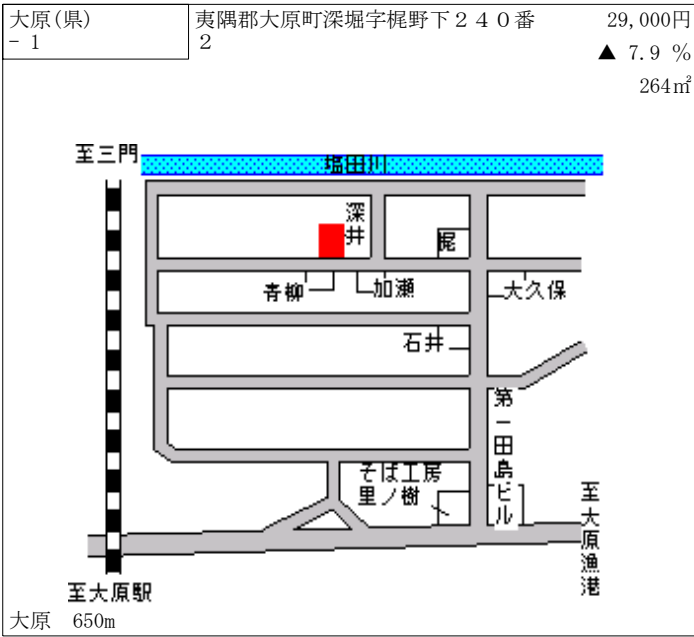 大原(県)
－1
夷隅郡大原町深堀字梶野下２４０番
２
29,000円
▲ 7.9 %
264㎡
至三門
塩田川
深井
梶
青柳
加瀬
大久保
石井
第一田島ビル
そば工房
里ノ樹
至大原漁港
至大原駅
大原　650m